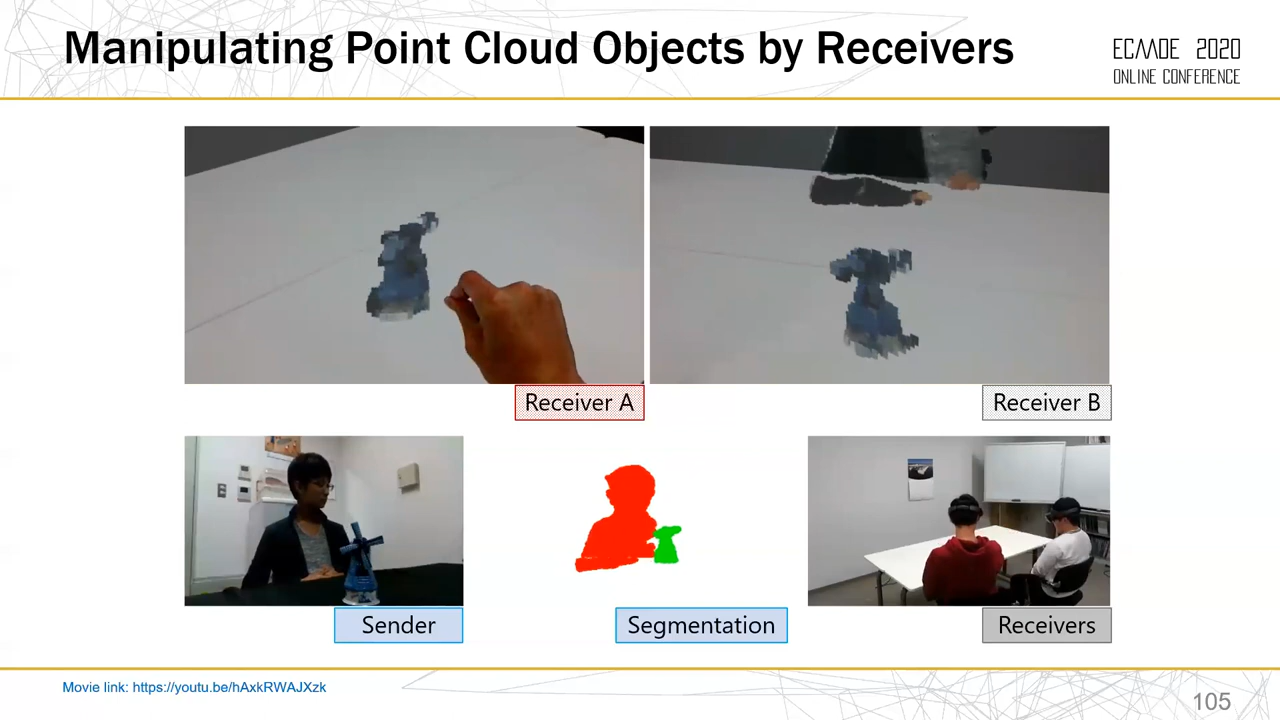 Manipulating Point Cloud Objects by Receivers
ECMDE 2020
ONLINE CONFERENCE
Receiver A
Receiver B
Sender
Segmentation
Receivers
Movie link: https://youtu.be/hAxkRWAJXzk
105